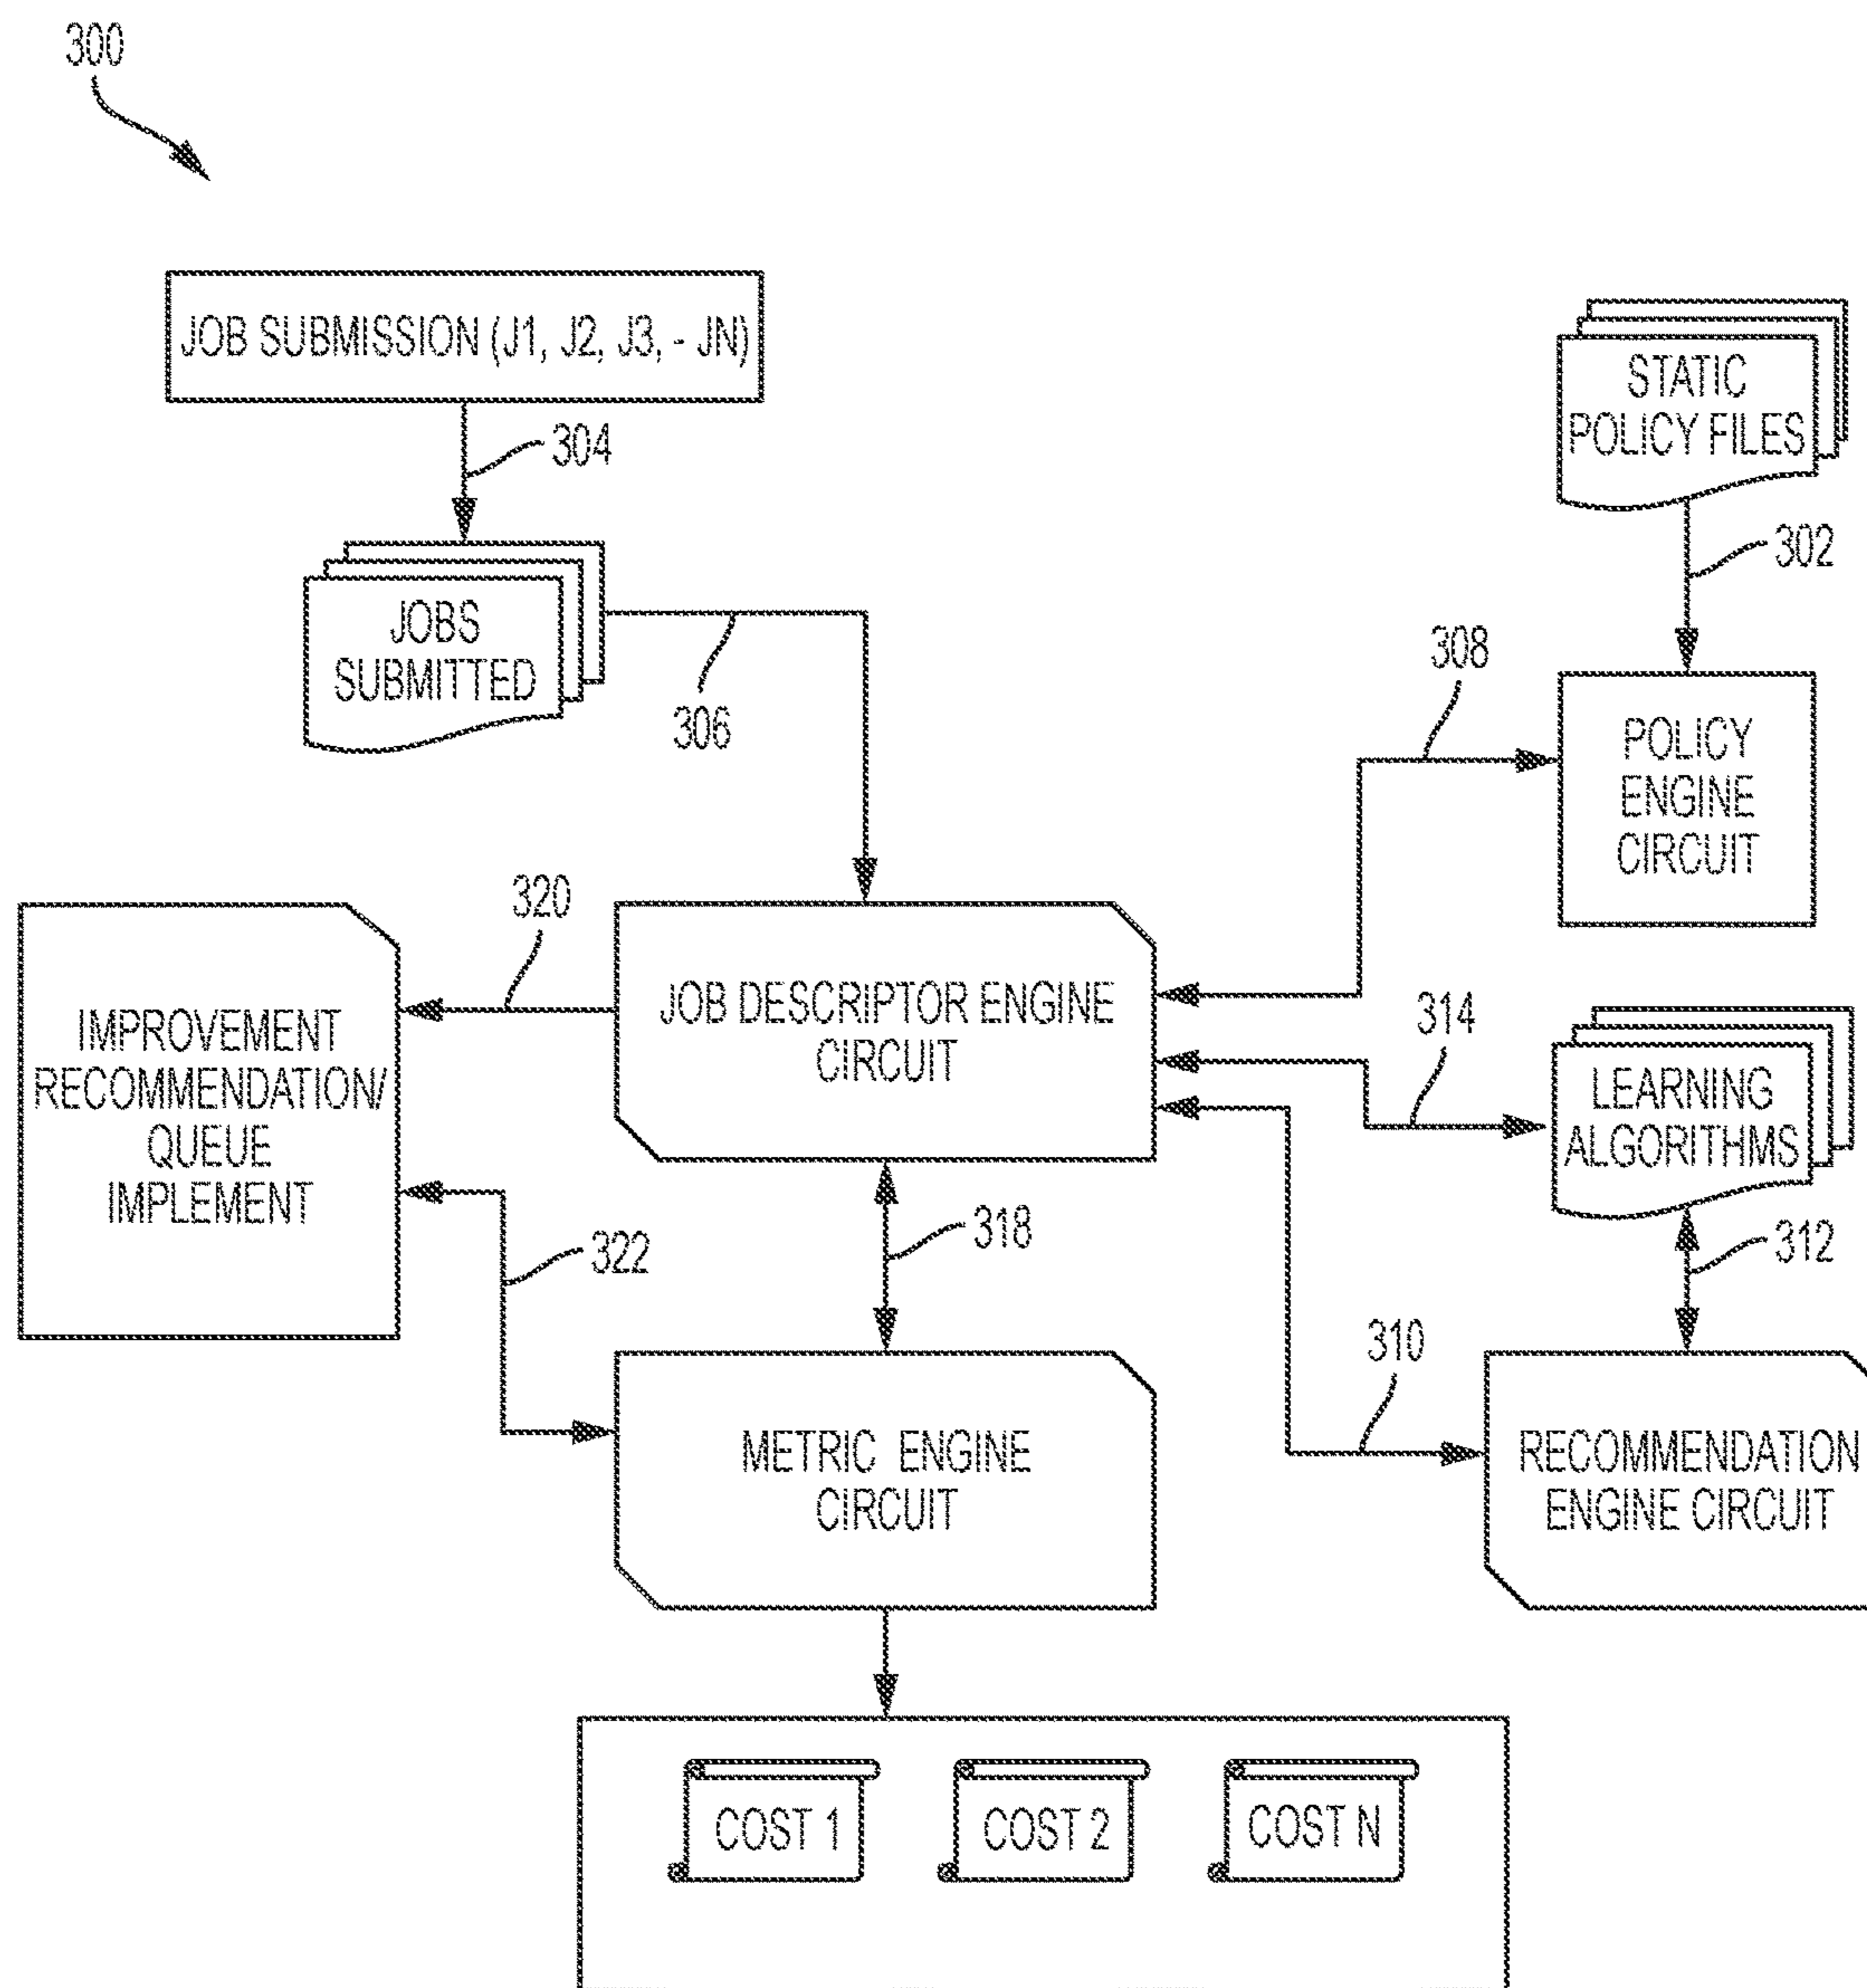 300
JOB SUBMISSION (J1, J2, J3, - JN)
304
STATIC
POLICY FILES
302
JOBS
SUBMITTED
306
308
POLICY
ENGINE
CIRCUIT
320
IMPROVEMENT
RECOMMENDATION/
QUEUE
IMPLEMENT
JOB DESCRIPTOR ENGINE
CIRCUIT
314
LEARNING
ALGORITHMS
322
318
312
310
METRIC ENGINE
CIRCUIT
RECOMMENDATION
ENGINE CIRCUIT
COST 1
COST 2
COST N